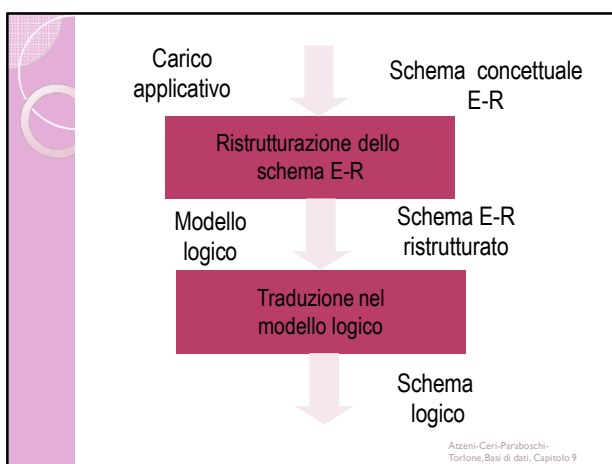 Carico
applicativo
Schema concettuale
E-R
Ristrutturazione dello
schema E-R
Modello
logico
Schema E-R
ristrutturato
Traduzione nel
modello logico
Schema
logico
Atzeni-Ceri-Paraboschi-
Torlone, Basi di dati, Capitolo 9